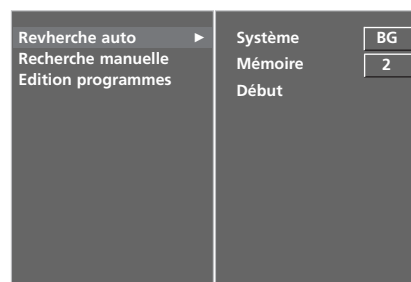 Revherche auto ►
Recherche manuelle
Edition programmes
Système BG
Mémoire 2
Début